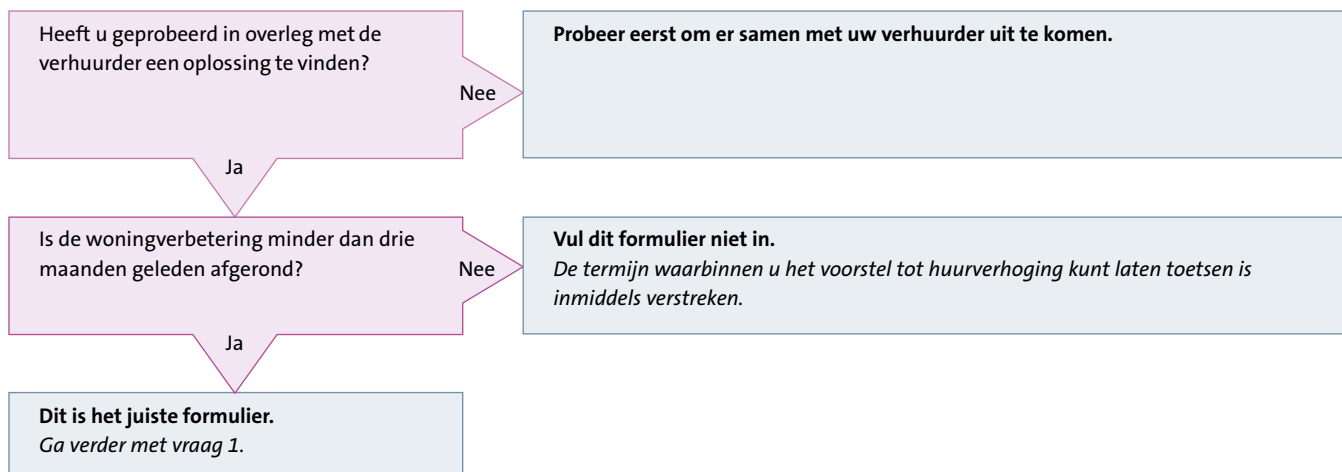 Heeft u geprobeerd in overleg met de
verhuurder een oplossing te vinden?
Nee
Probeer eerst om er samen met uw verhuurder uit te komen.
Ja
Is de woningverbetering minder dan drie
maanden geleden afgerond?
Nee
Vul dit formulier niet in.
De termijn waarbinnen u het voorstel tot huurverhoging kunt laten toetsen is
inmiddels verstreken.
Ja
Dit is het juiste formulier.
Ga verder met vraag 1.